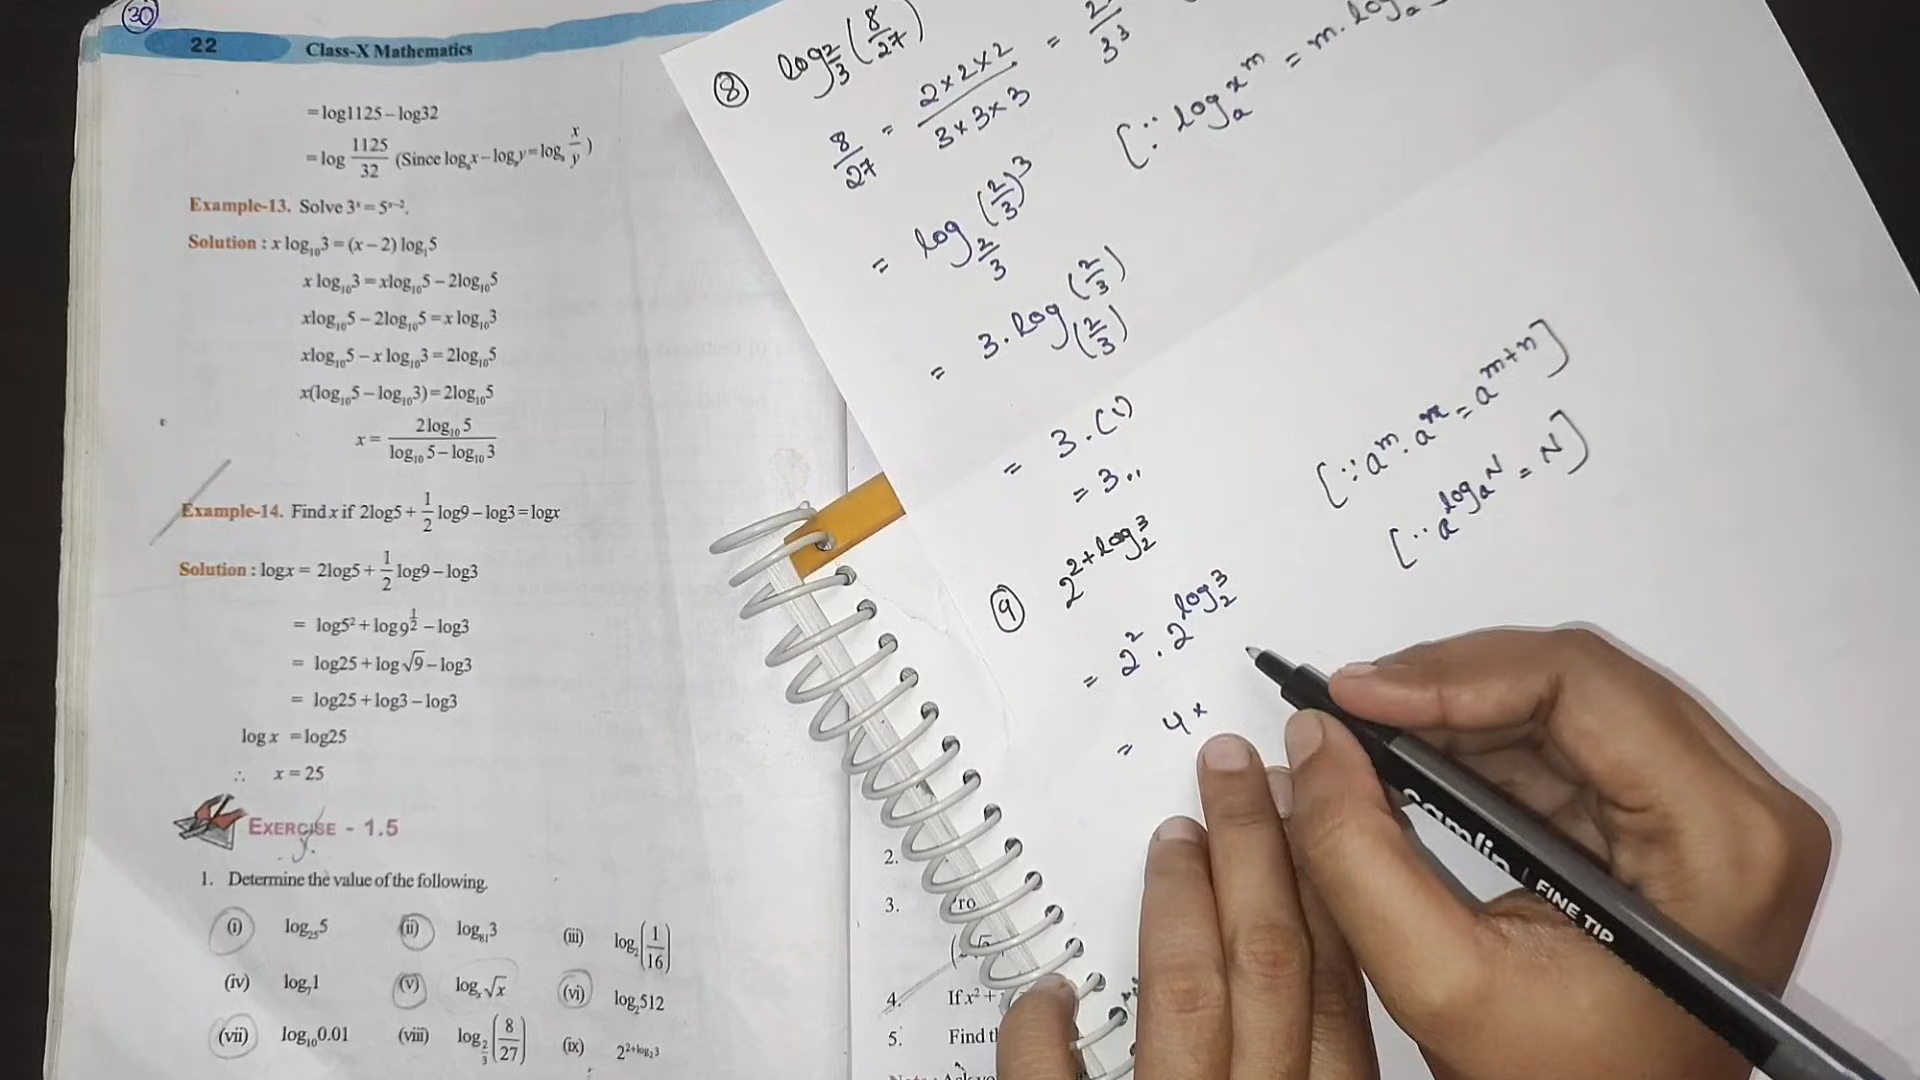 30
22 Class-X Mathematics
= log1125 – log32
= log 1125/32 (Since logₐx – logₐy = logₐ x/y )
Example-13. Solve 3ˣ = 5ˣ⁻².
Solution : x log₁₀3 = (x – 2) log₁5
x log₁₀3 = xlog₁₀5 – 2log₁₀5
xlog₁₀5 – 2log₁₀5 = x log₁₀3
xlog₁₀5 – x log₁₀3 = 2log₁₀5
x(log₁₀5 – log₁₀3) = 2log₁₀5
x = 2log₁₀5 / log₁₀5 – log₁₀3
Example-14. Find x if 2log5 + 1/2 log9 – log3 = logx
Solution : logx = 2log5 + 1/2 log9 – log3
= log5² + log9^(1/2) – log3
= log25 + log √9 – log3
= log25 + log3 – log3
log x = log25
∴ x = 25
EXERCISE - 1.5
1. Determine the value of the following.
(i) log₂₅5 (ii) log₈₁3 (iii) log₂(1/16)
(iv) log₇1 (v) logₓ√x (vi) log₂512
(vii) log₁₀0.01 (viii) log_(2/3)(8/27) (ix) 2^(2+log₂3)
⑧ log_(2/3) (8/27)
8/27 = 2×2×2 / 3×3×3 = 2/3³
[∵ logₐ xᵐ = m. logₐ
= log_(2/3) (2/3)³
= 3. log_(2/3) (2/3)
= 3. (1)
= 3..
⑨ 2^(2+log₂3)
= 2² . 2^(log₂3)
[∵ aᵐ. aⁿ = aᵐ⁺ⁿ]
[∵ a^(logₐN) = N]
= 4 ×
2.
3. ro
4. If x² +
5. Find t
camlin FINE TIP